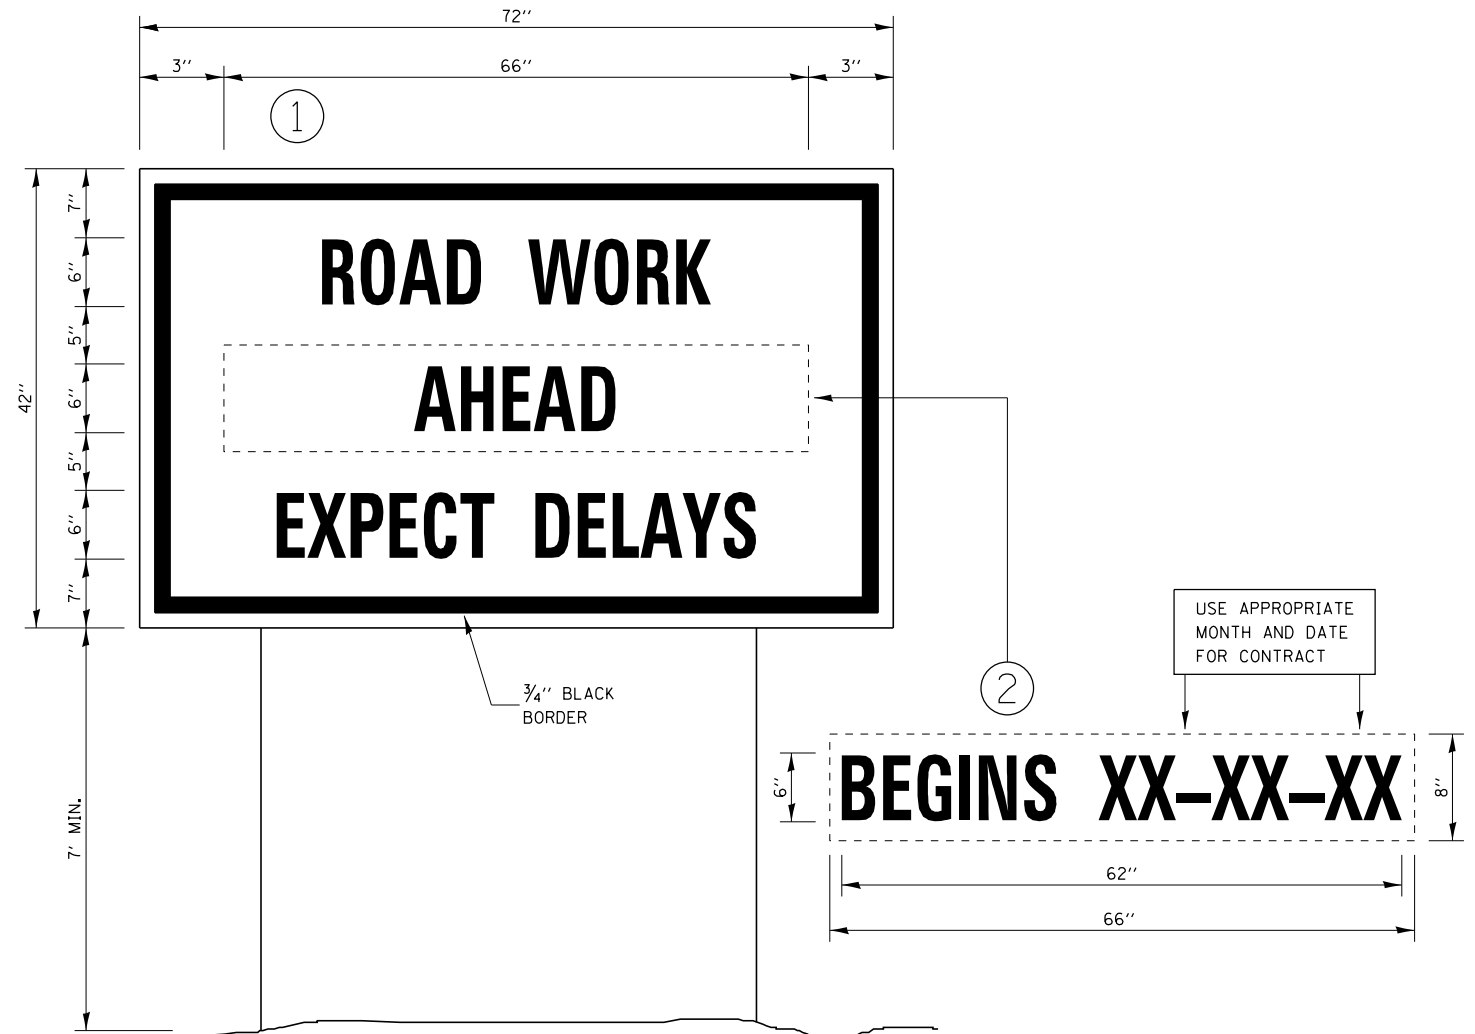 72''
3'' 66'' 3''
1
7''
6''
5''
6''
5''
6''
7''
42''
7' MIN.
ROAD WORK
AHEAD
EXPECT DELAYS
3/4'' BLACK
BORDER
2
USE APPROPRIATE
MONTH AND DATE
FOR CONTRACT
6''
BEGINS XX–XX–XX
8''
62''
66''